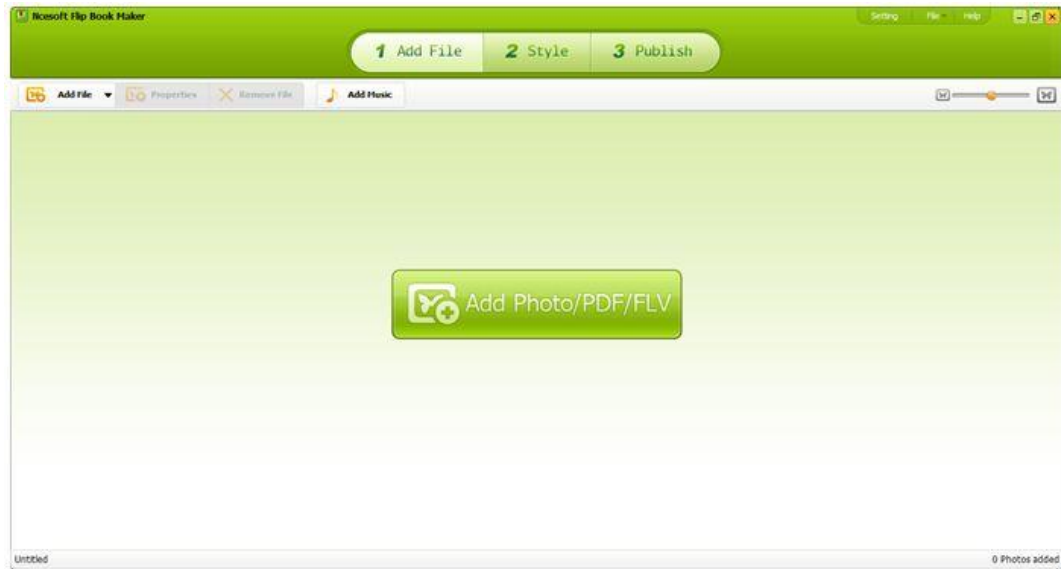 Ncesoft Flip Book Maker
Setting File Help
1 Add File 2 Style 3 Publish
Add File Properties Remove File Add Music
Add Photo/PDF/FLV
Untitled 0 Photos added